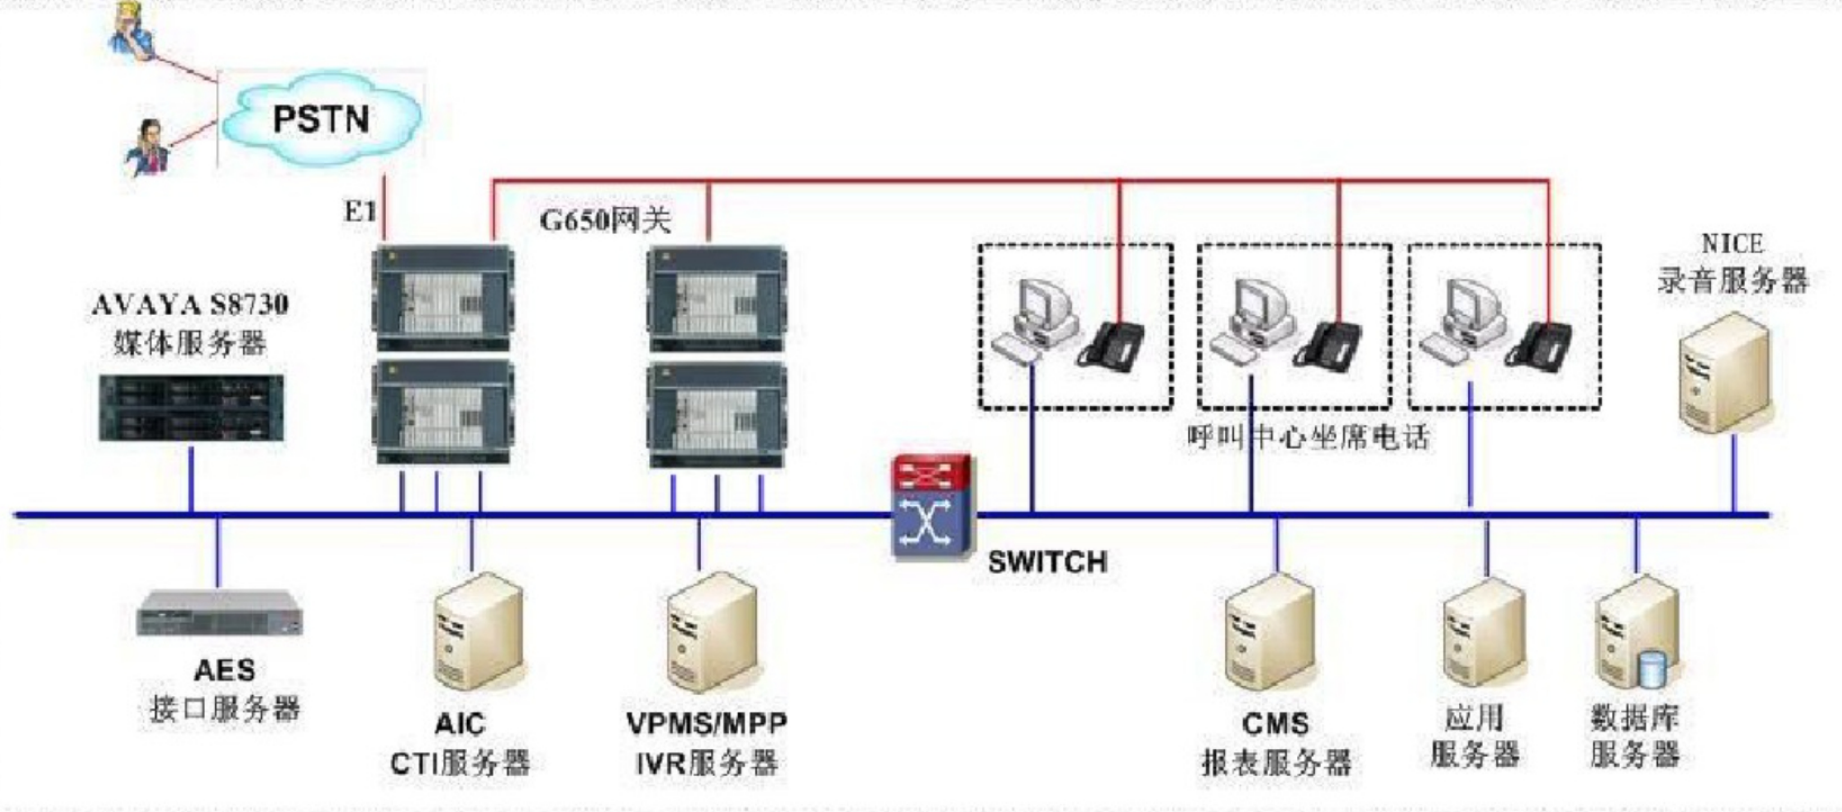 PSTN
E1
G650网关
AVAYA S8730
媒体服务器
NICE
录音服务器
呼叫中心坐席电话
SWITCH
AES
接口服务器
AIC
CTI服务器
VPMS/MPP
IVR服务器
CMS
报表服务器
应用
服务器
数据库
服务器